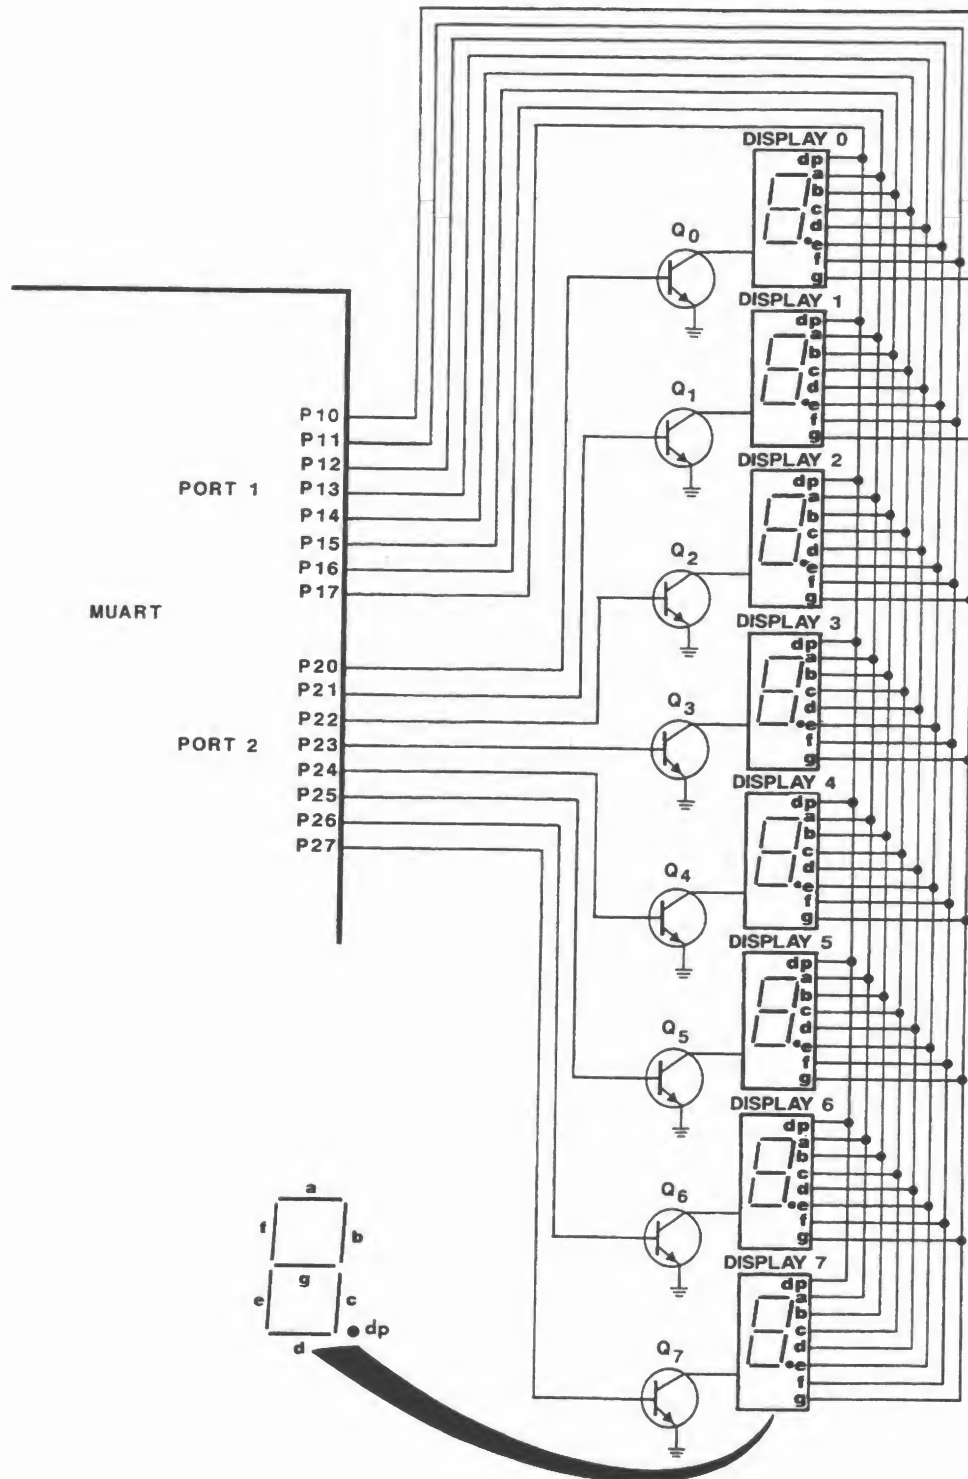 DISPLAY 0
dp
a
b
c
d
e
f
g
Q0
DISPLAY 1
dp
a
b
c
d
e
f
g
Q1
DISPLAY 2
dp
a
b
c
d
e
f
g
Q2
DISPLAY 3
dp
a
b
c
d
e
f
g
Q3
DISPLAY 4
dp
a
b
c
d
e
f
g
Q4
DISPLAY 5
dp
a
b
c
d
e
f
g
Q5
DISPLAY 6
dp
a
b
c
d
e
f
g
Q6
DISPLAY 7
dp
a
b
c
d
e
f
g
Q7
P10
P11
P12
PORT 1
P13
P14
P15
P16
P17
MUART
P20
P21
P22
PORT 2
P23
P24
P25
P26
P27
a
f
b
g
e
c
dp
d